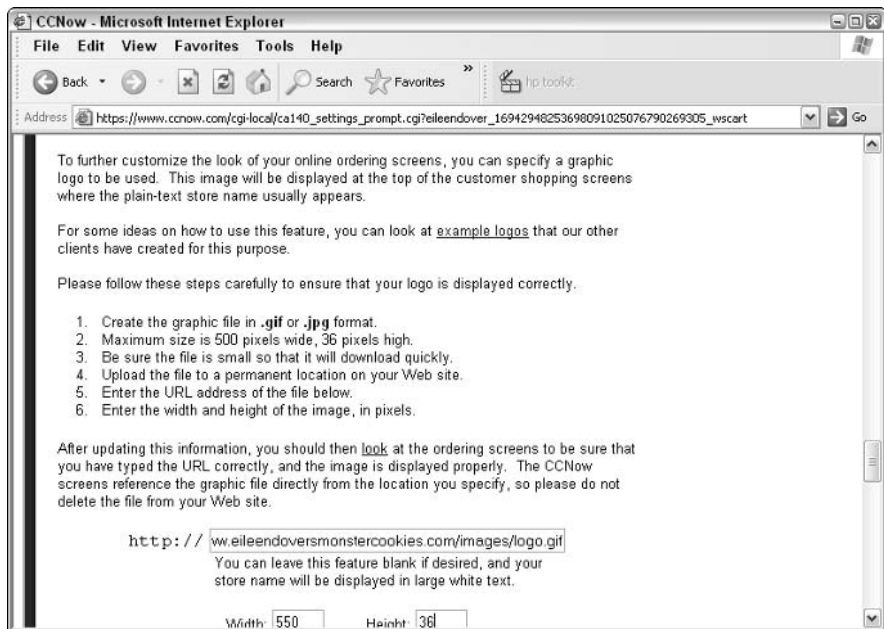 CCNow - Microsoft Internet Explorer
File Edit View Favorites Tools Help
Back Search Favorites » hp toolkit
Address https://www.ccnow.com/cgi-local/ca140_settings_prompt.cgi?eileendover_16942948253698091025076790269305_wscart Go
To further customize the look of your online ordering screens, you can specify a graphic
logo to be used. This image will be displayed at the top of the customer shopping screens
where the plain-text store name usually appears.
For some ideas on how to use this feature, you can look at example logos that our other
clients have created for this purpose.
Please follow these steps carefully to ensure that your logo is displayed correctly.
1. Create the graphic file in .gif or .jpg format.
2. Maximum size is 500 pixels wide, 36 pixels high.
3. Be sure the file is small so that it will download quickly.
4. Upload the file to a permanent location on your Web site.
5. Enter the URL address of the file below.
6. Enter the width and height of the image, in pixels.
After updating this information, you should then look at the ordering screens to be sure that
you have typed the URL correctly, and the image is displayed properly. The CCNow
screens reference the graphic file directly from the location you specify, so please do not
delete the file from your Web site.
http:// vw.eileendoversmonstercookies.com/images/logo.gif
You can leave this feature blank if desired, and your
store name will be displayed in large white text.
Width: 550 Height: 36